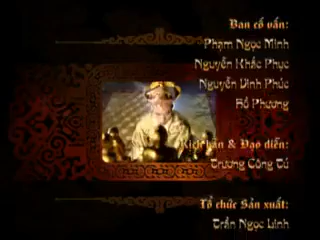 Ban cố vấn:
Phạm Ngọc Minh
Nguyễn Khắc Phục
Nguyễn Vinh Phúc
Hồ Phương
Kịch bản & Đạo diễn:
Trương Công Tú
Tổ chức Sản xuất:
Trần Ngọc Linh